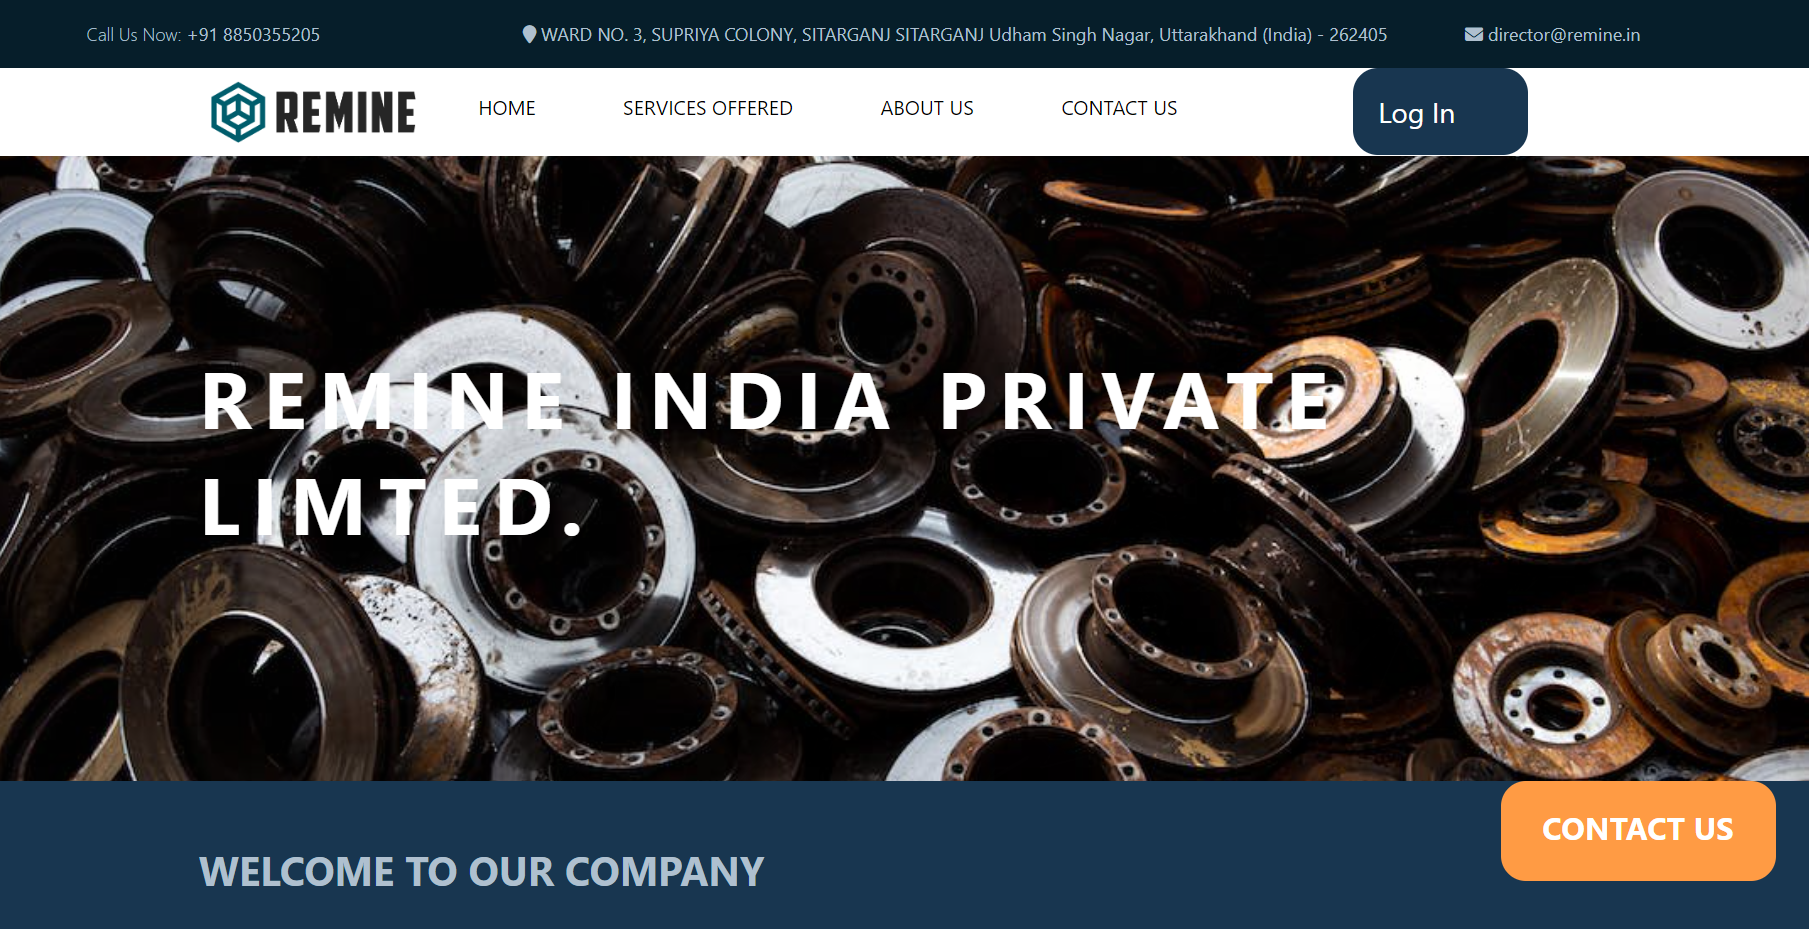 Call Us Now: +91 8850355205
WARD NO. 3, SUPRIYA COLONY, SITARGANJ SITARGANJ Udham Singh Nagar, Uttarakhand (India) - 262405
director@remine.in
REMINE
HOME
SERVICES OFFERED
ABOUT US
CONTACT US
Log In
REMINE INDIA PRIVATE
LIMTED.
CONTACT US
WELCOME TO OUR COMPANY